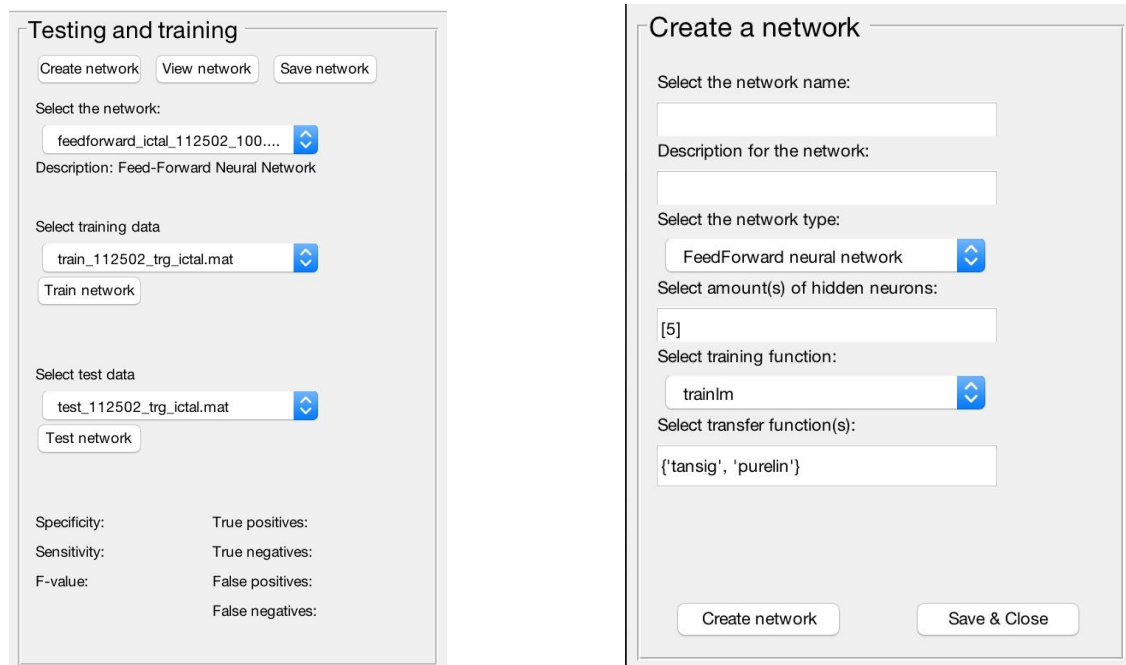 Testing and training
Create network View network Save network
Select the network:
feedforward_ictal_112502_100....
Description: Feed-Forward Neural Network
Select training data
train_112502_trg_ictal.mat
Train network
Select test data
test_112502_trg_ictal.mat
Test network
Specificity: True positives:
Sensitivity: True negatives:
F-value: False positives:
False negatives:
Create a network
Select the network name:
Description for the network:
Select the network type:
FeedForward neural network
Select amount(s) of hidden neurons:
[5]
Select training function:
trainlm
Select transfer function(s):
{'tansig', 'purelin'}
Create network Save & Close